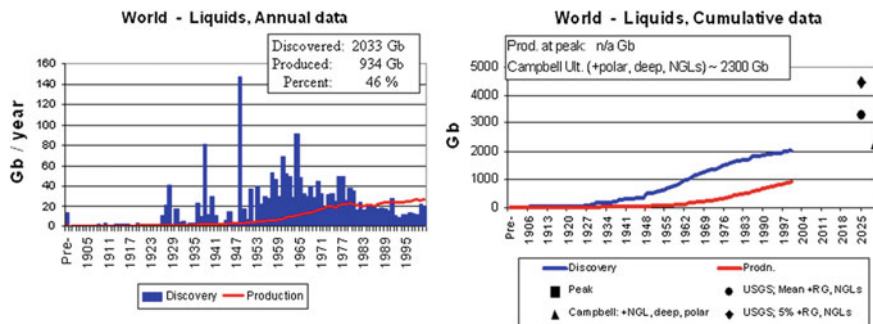 World - Liquids, Annual data
Discovered: 2033 Gb
Produced: 934 Gb
Percent: 46 %
Gb / year
160
140
120
100
80
60
40
20
0
Pre-
1905
1911
1917
1923
1929
1935
1941
1947
1953
1959
1965
1971
1977
1983
1989
1995
Discovery
Production
World - Liquids, Cumulative data
Prod. at peak: n/a Gb
Campbell Ult. (+polar, deep, NGLs) ~ 2300 Gb
Gb
5000
4000
3000
2000
1000
0
Pre-
1906
1913
1920
1927
1934
1941
1948
1955
1962
1969
1976
1983
1990
1997
2004
2011
2018
2025
Discovery
Prodn.
Peak
USGS; Mean +RG, NGLs
Campbell: +NGL, deep, polar
USGS; 5% +RG, NGLs